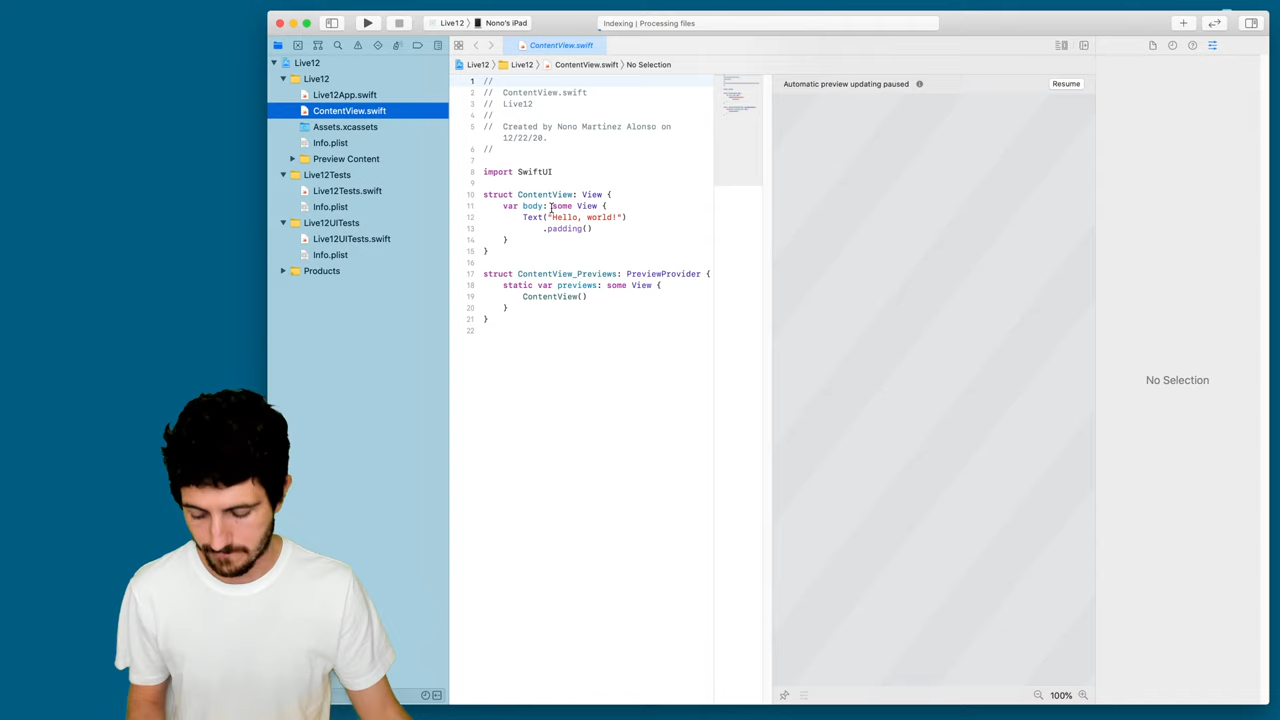 Live12 〉 Nono's iPad
Indexing | Processing files
ContentView.swift
Live12 〉 Live12 〉 ContentView.swift 〉 No Selection
Live12
Live12
Live12App.swift
ContentView.swift
Assets.xcassets
Info.plist
Preview Content
Live12Tests
Live12Tests.swift
Info.plist
Live12UITests
Live12UITests.swift
Info.plist
Products
1 //
2 // ContentView.swift
3 // Live12
4 //
5 // Created by Nono Martinez Alonso on
12/22/20.
6 //
7
8 import SwiftUI
9
10 struct ContentView: View {
11 var body: some View {
12 Text("Hello, world!")
13 .padding()
14 }
15 }
16
17 struct ContentView_Previews: PreviewProvider {
18 static var previews: some View {
19 ContentView()
20 }
21 }
22
Automatic preview updating paused
Resume
No Selection
100%